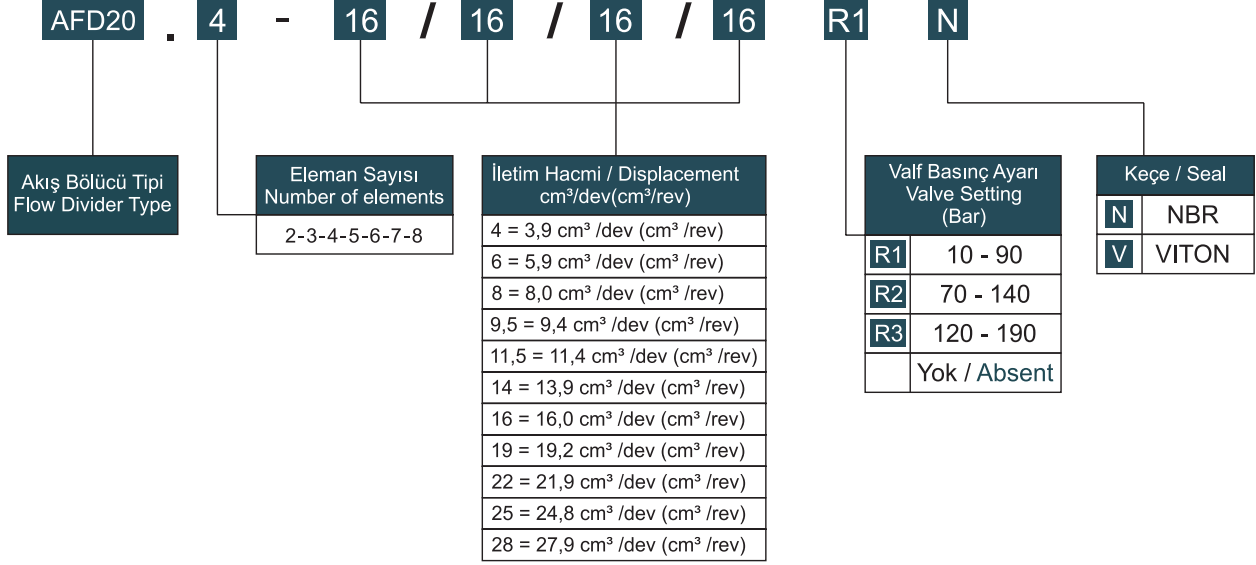 AFD20 . 4 - 16 / 16 / 16 / 16 R1 N
Akış Bölücü Tipi
Flow Divider Type
Eleman Sayısı
Number of elements
2-3-4-5-6-7-8
İletim Hacmi / Displacement
cm³/dev(cm³/rev)
4 = 3,9 cm³ /dev (cm³ /rev)
6 = 5,9 cm³ /dev (cm³ /rev)
8 = 8,0 cm³ /dev (cm³ /rev)
9,5 = 9,4 cm³ /dev (cm³ /rev)
11,5 = 11,4 cm³ /dev (cm³ /rev)
14 = 13,9 cm³ /dev (cm³ /rev)
16 = 16,0 cm³ /dev (cm³ /rev)
19 = 19,2 cm³ /dev (cm³ /rev)
22 = 21,9 cm³ /dev (cm³ /rev)
25 = 24,8 cm³ /dev (cm³ /rev)
28 = 27,9 cm³ /dev (cm³ /rev)
Valf Basınç Ayarı
Valve Setting
(Bar)
R1 10 - 90
R2 70 - 140
R3 120 - 190
Yok / Absent
Keçe / Seal
N NBR
V VITON